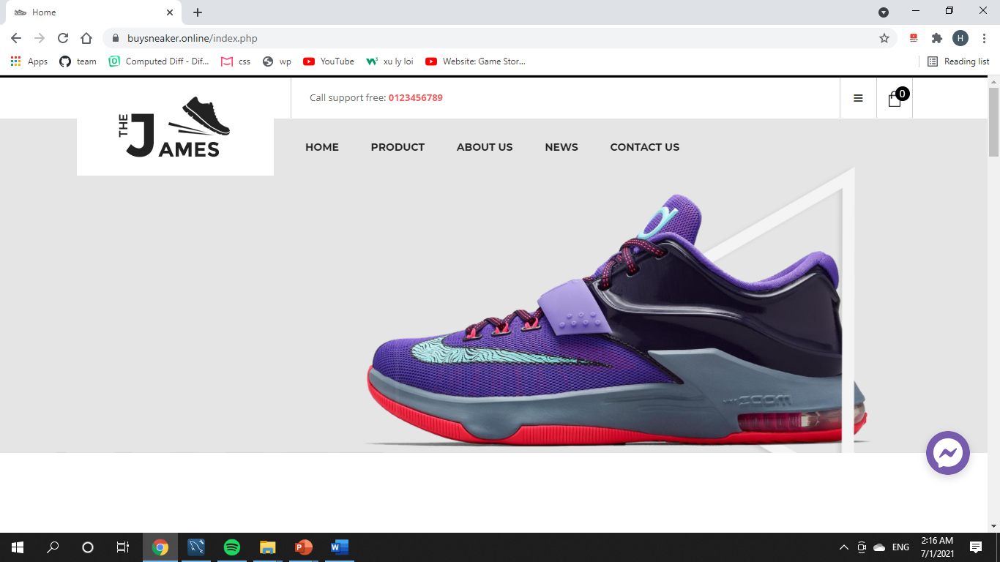 Home
buysneaker.online/index.php
H
Apps team Computed Diff - Dif... css wp YouTube xu ly loi Website: Game Stor... Reading list
Call support free: 0123456789
0
THE JAMES
HOME PRODUCT ABOUT US NEWS CONTACT US
ZOOM
ENG
2:16 AM
7/1/2021